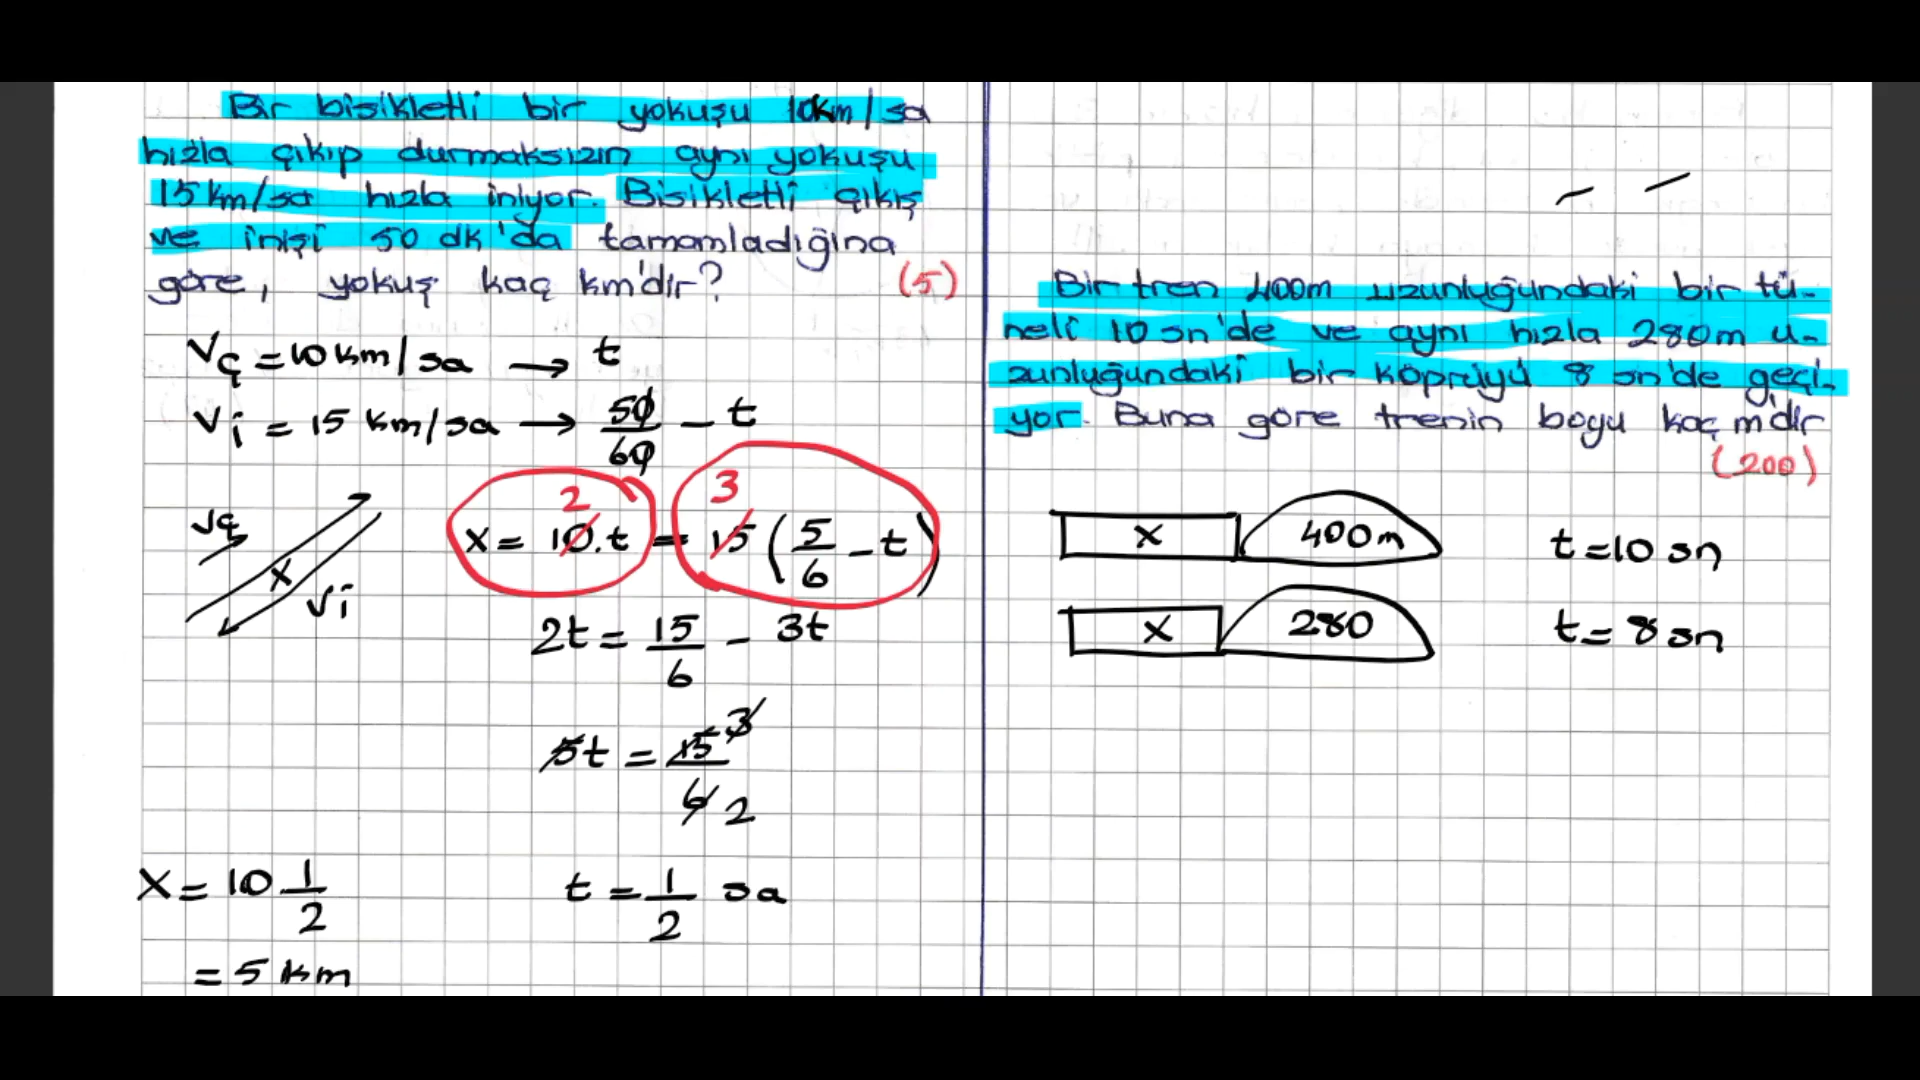 Bir bisikletli bir yokuşu 10km/sa
hızla çıkıp durmaksızın aynı yokuşu
15km/sa hızla iniyor. Bisikletli çıkış
ve inişi 50 dk'da tamamladığına
göre, yokuş kaç km'dir? (5)
Vç = 10 km/sa → t
Vi = 15 km/sa → 50/60 - t
Vç
x
Vi
2 3
x = 10.t = 15 (5/6 - t)
2t = 15/6 - 3t
5t = 15/6 3 2
t = 1/2 sa
x = 10 1/2
= 5 km
Bir tren 400m uzunluğundaki bir tü-
neli 10 sn'de ve aynı hızla 280m u-
zunluğundaki bir köprüyü 8 sn'de geçi-
yor. Buna göre trenin boyu kaç m'dir
(200)
x 400m t = 10 sn
x 280 t = 8 sn